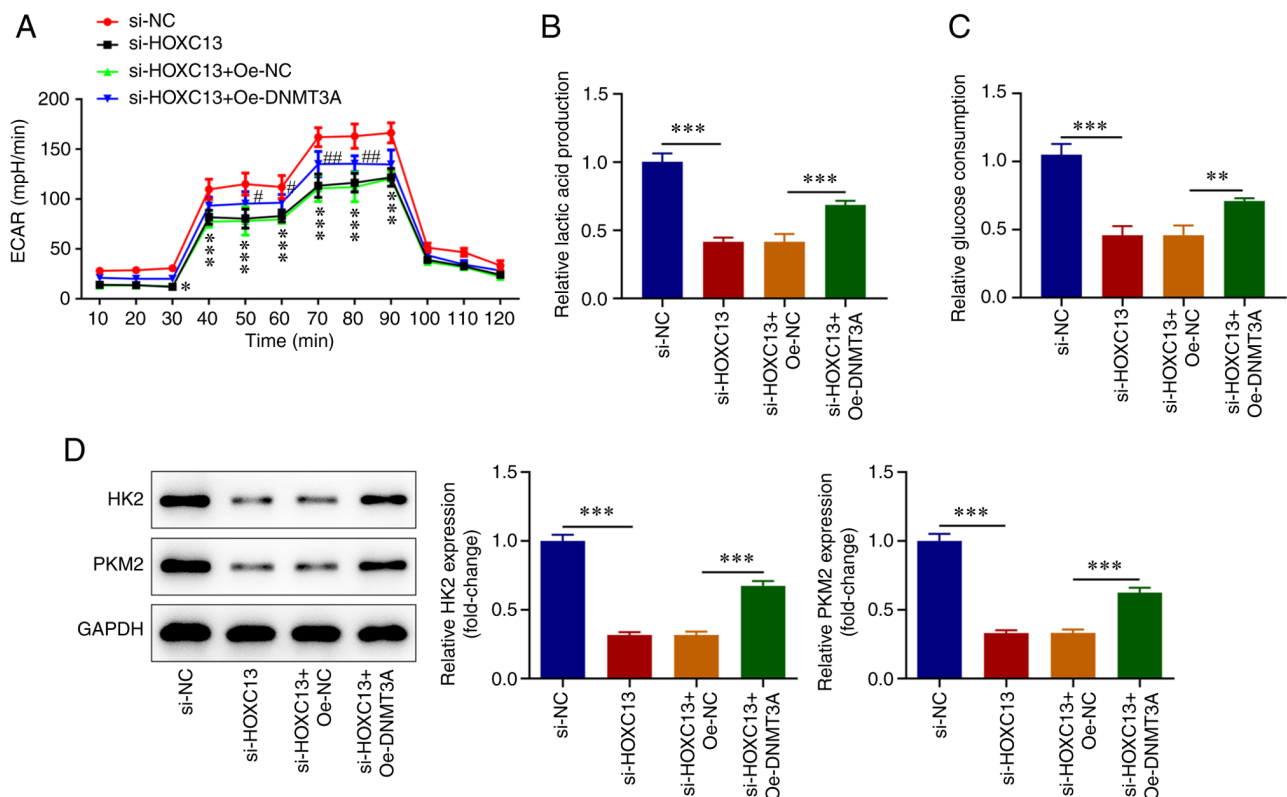 A
si-NC
si-HOXC13
si-HOXC13+Oe-NC
si-HOXC13+Oe-DNMT3A
ECAR (mpH/min)
200
150
100
50
0
10 20 30 40 50 60 70 80 90 100 110 120
Time (min)
*
***
***
***
***
***
***
#
#
##
##
B
Relative lactic acid production
1.5
1.0
0.5
0.0
***
***
si-NC
si-HOXC13
si-HOXC13+
Oe-NC
si-HOXC13+
Oe-DNMT3A
C
Relative glucose consumption
1.5
1.0
0.5
0.0
***
**
si-NC
si-HOXC13
si-HOXC13+
Oe-NC
si-HOXC13+
Oe-DNMT3A
D
HK2
PKM2
GAPDH
si-NC
si-HOXC13
si-HOXC13+
Oe-NC
si-HOXC13+
Oe-DNMT3A
Relative HK2 expression
(fold-change)
1.5
1.0
0.5
0.0
***
***
si-NC
si-HOXC13
si-HOXC13+
Oe-NC
si-HOXC13+
Oe-DNMT3A
Relative PKM2 expression
(fold-change)
1.5
1.0
0.5
0.0
***
***
si-NC
si-HOXC13
si-HOXC13+
Oe-NC
si-HOXC13+
Oe-DNMT3A